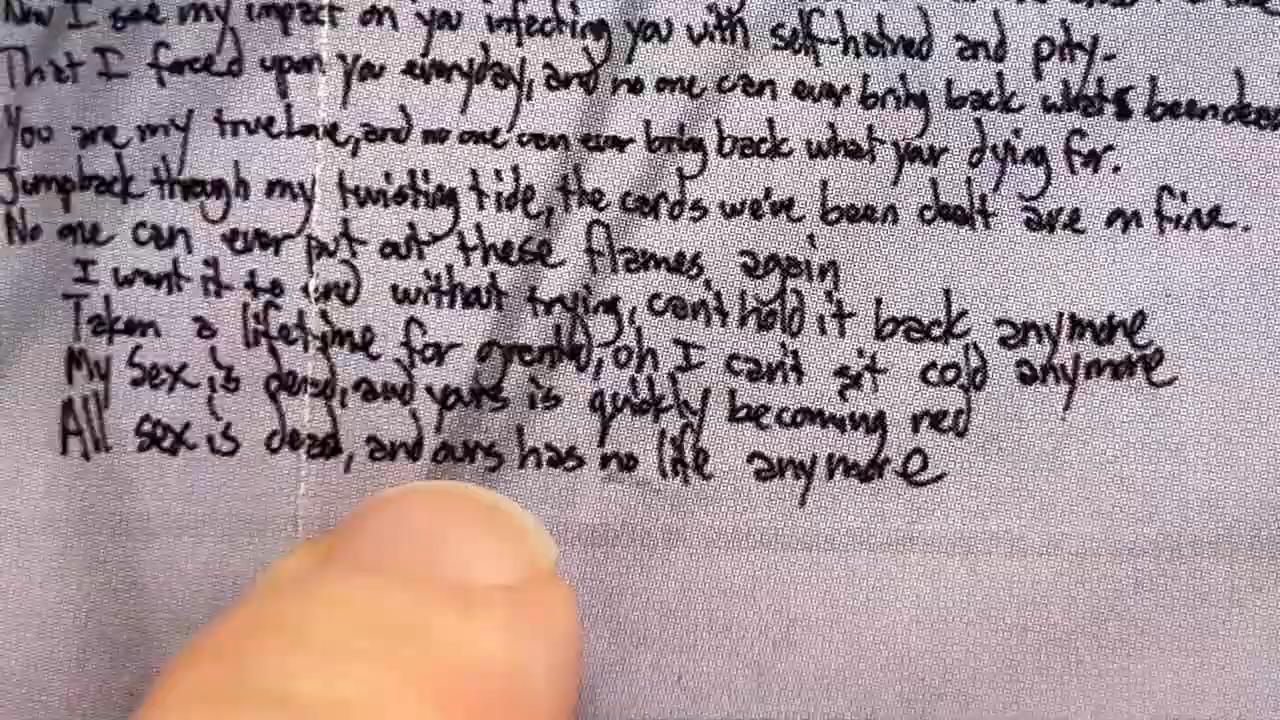 Now I see my impact on you infecting you with self-hatred and pity.
That I forced upon you everyday, and no one can ever bring back whats been
You are my true love, and no one can ever bring back what your dying for.
Jumpback through my twisting tide, the cards we've been dealt are on fire.
No one can ever put out these flames again
I want it to end without trying, can't hold it back anymore
Taken a lifetime for oh I can't sit cold anymore
My Sex is dead, and yours is quickly becoming red
All sex is dead, and ours has no life anymore